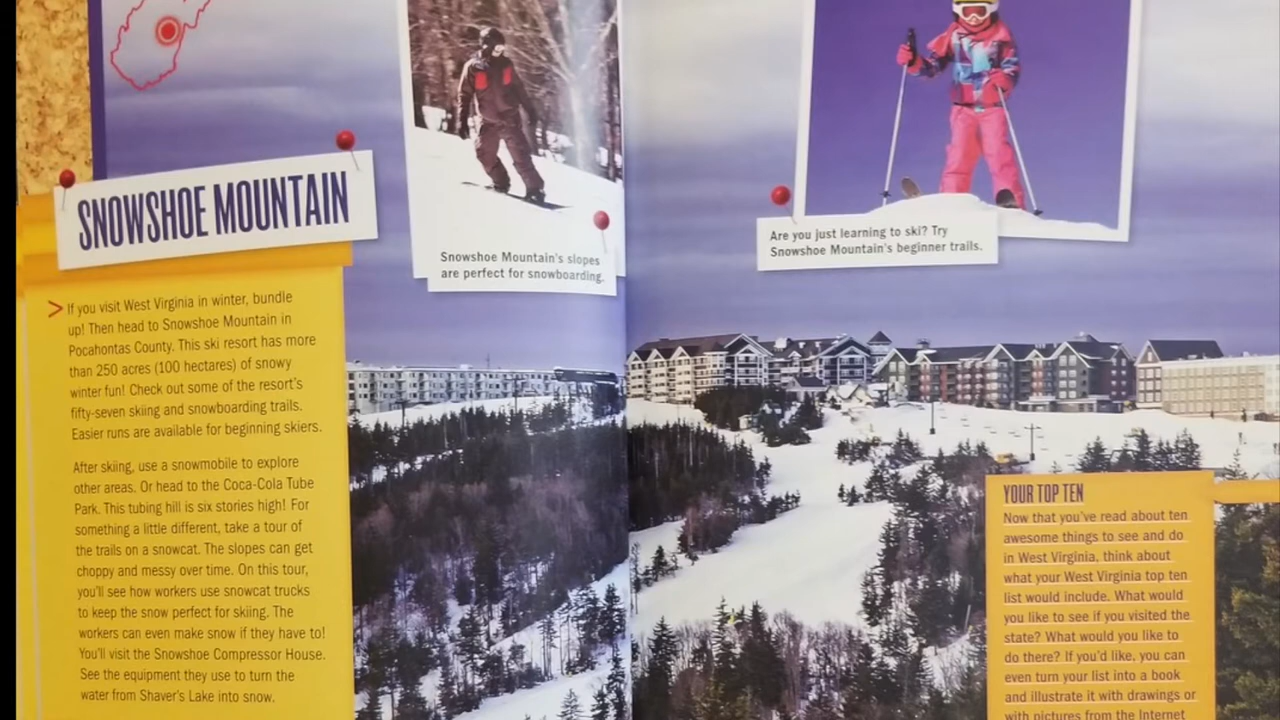 SNOWSHOE MOUNTAIN
> If you visit West Virginia in winter, bundle
up! Then head to Snowshoe Mountain in
Pocahontas County. This ski resort has more
than 250 acres (100 hectares) of snowy
winter fun! Check out some of the resort's
fifty-seven skiing and snowboarding trails.
Easier runs are available for beginning skiers.
After skiing, use a snowmobile to explore
other areas. Or head to the Coca-Cola Tube
Park. This tubing hill is six stories high! For
something a little different, take a tour of
the trails on a snowcat. The slopes can get
choppy and messy over time. On this tour,
you'll see how workers use snowcat trucks
to keep the snow perfect for skiing. The
workers can even make snow if they have to!
You'll visit the Snowshoe Compressor House.
See the equipment they use to turn the
water from Shaver's Lake into snow.
Snowshoe Mountain's slopes
are perfect for snowboarding.
Are you just learning to ski? Try
Snowshoe Mountain's beginner trails.
YOUR TOP TEN
Now that you've read about ten
awesome things to see and do
in West Virginia, think about
what your West Virginia top ten
list would include. What would
you like to see if you visited the
state? What would you like to
do there? If you'd like, you can
even turn your list into a book
and illustrate it with drawings or
with pictures from the Internet